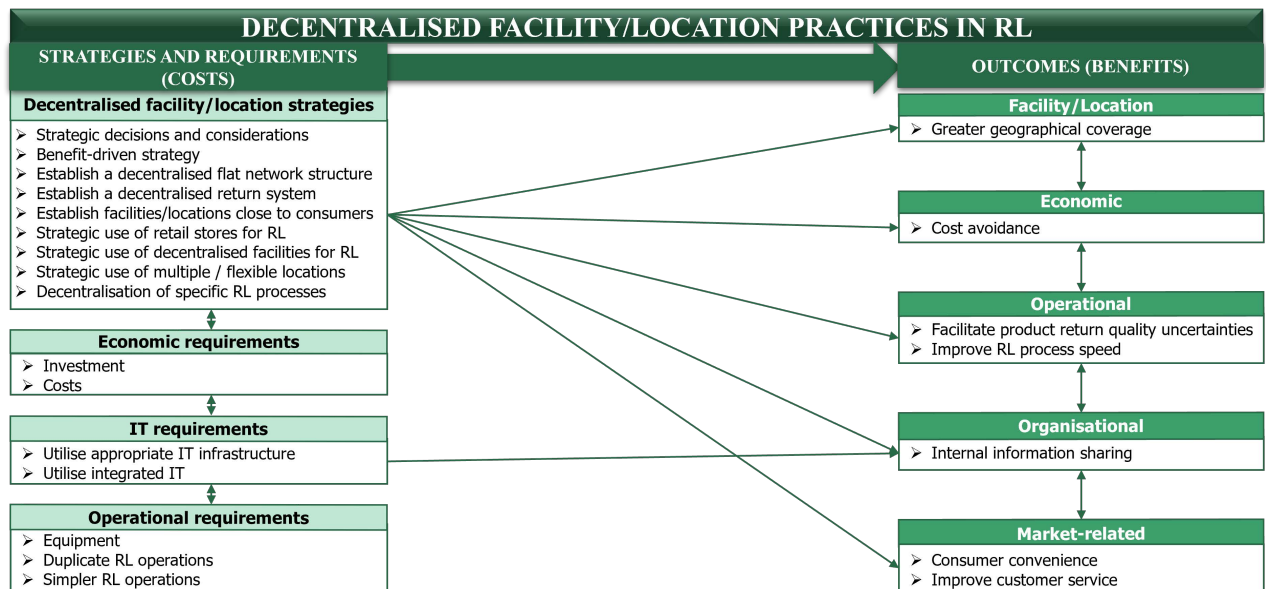 DECENTRALISED FACILITY/LOCATION PRACTICES IN RL
STRATEGIES AND REQUIREMENTS
(COSTS)
Decentralised facility/location strategies
Strategic decisions and considerations
Benefit-driven strategy
Establish a decentralised flat network structure
Establish a decentralised return system
Establish facilities/locations close to consumers
Strategic use of retail stores for RL
Strategic use of decentralised facilities for RL
Strategic use of multiple / flexible locations
Decentralisation of specific RL processes
Economic requirements
Investment
Costs
IT requirements
Utilise appropriate IT infrastructure
Utilise integrated IT
Operational requirements
Equipment
Duplicate RL operations
Simpler RL operations
OUTCOMES (BENEFITS)
Facility/Location
Greater geographical coverage
Economic
Cost avoidance
Operational
Facilitate product return quality uncertainties
Improve RL process speed
Organisational
Internal information sharing
Market-related
Consumer convenience
Improve customer service